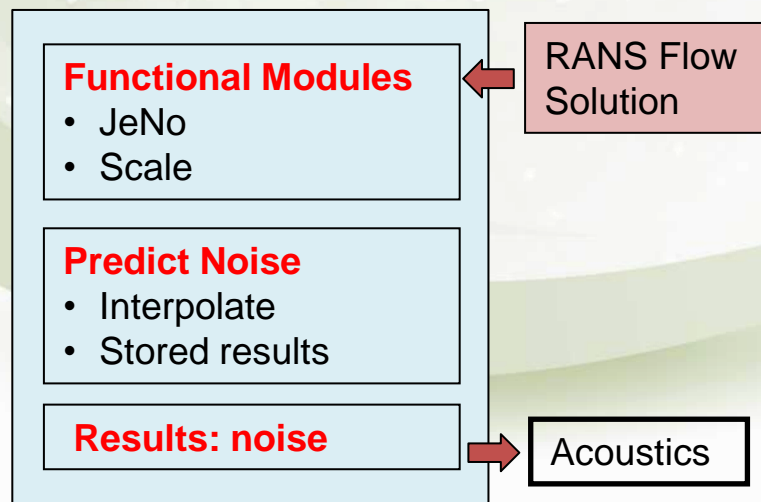 Functional Modules
• JeNo
• Scale
RANS Flow
Solution
Predict Noise
• Interpolate
• Stored results
Results: noise
Acoustics